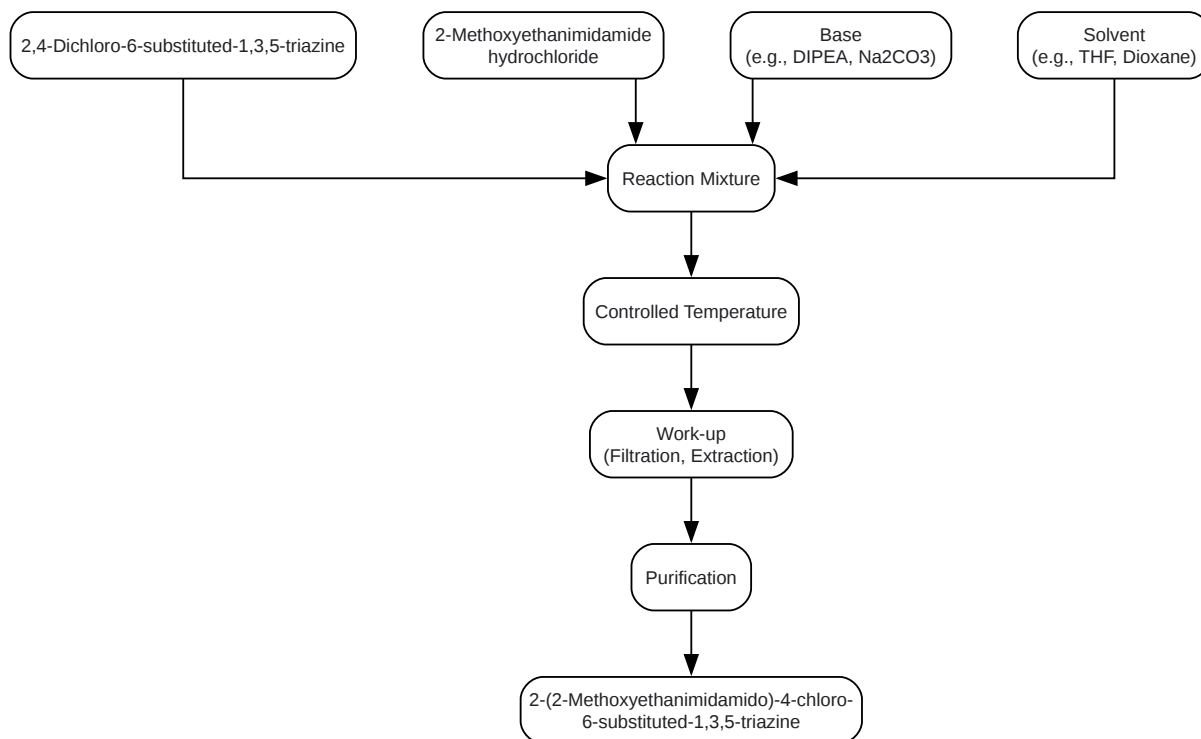 2,4-Dichloro-6-substituted-1,3,5-triazine
2-Methoxyethanimidamide
hydrochloride
Base
(e.g., DIPEA, Na2CO3)
Solvent
(e.g., THF, Dioxane)
Reaction Mixture
Controlled Temperature
Work-up
(Filtration, Extraction)
Purification
2-(2-Methoxyethanimidamido)-4-chloro-
6-substituted-1,3,5-triazine